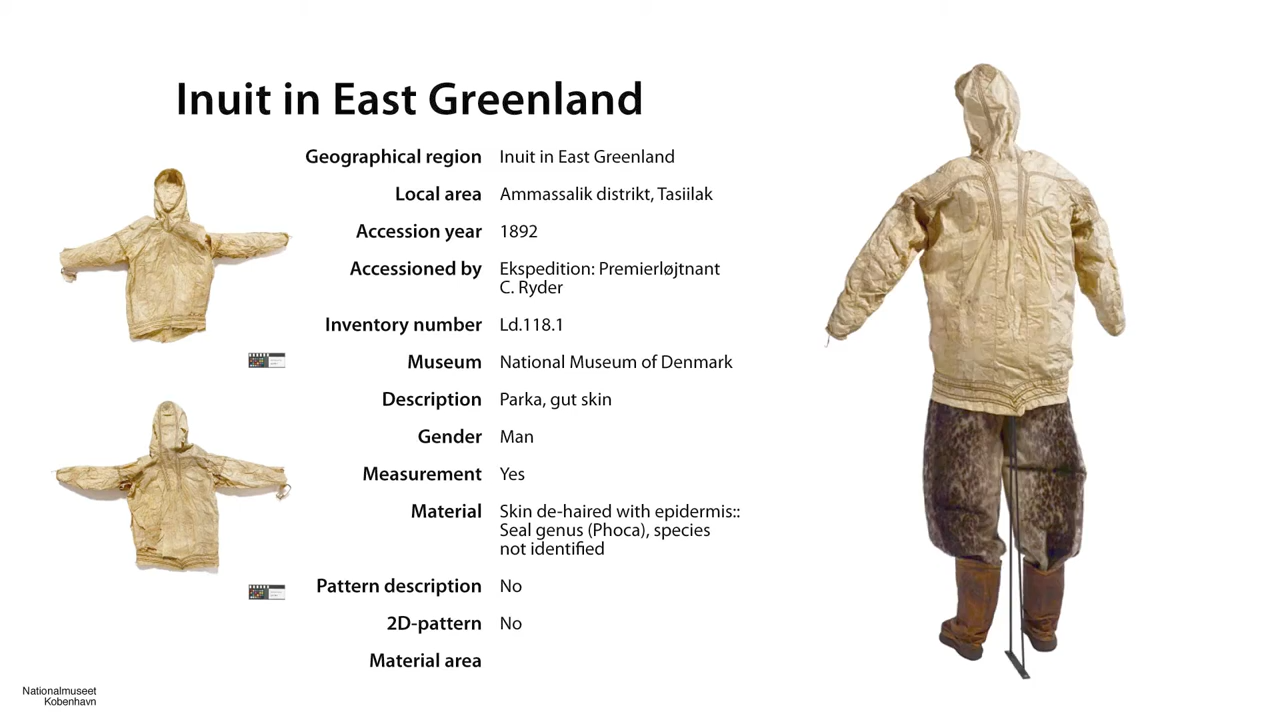 Inuit in East Greenland
Geographical region Inuit in East Greenland
Local area Ammassalik distrikt, Tasiilak
Accession year 1892
Accessioned by Ekspedition: Premierløjtnant
C. Ryder
Inventory number Ld.118.1
Museum National Museum of Denmark
Description Parka, gut skin
Gender Man
Measurement Yes
Material Skin de-haired with epidermis::
Seal genus (Phoca), species
not identified
Pattern description No
2D-pattern No
Material area
Nationalmuseet
Kobenhavn